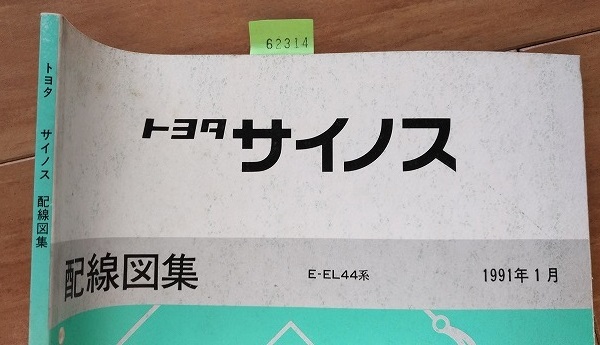 62314
トヨタ サイノス
配線図集
E-EL44系
1991年1月
トヨタ サイノス 配線図集